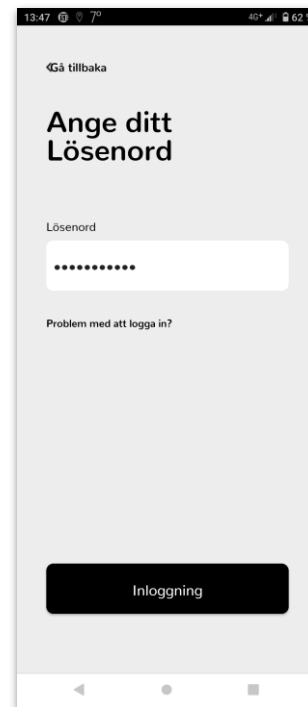 13:47 7° 4G+ 62
Gå tillbaka
Ange ditt
Lösenord
Lösenord
•••••••••••
Problem med att logga in?
Inloggning